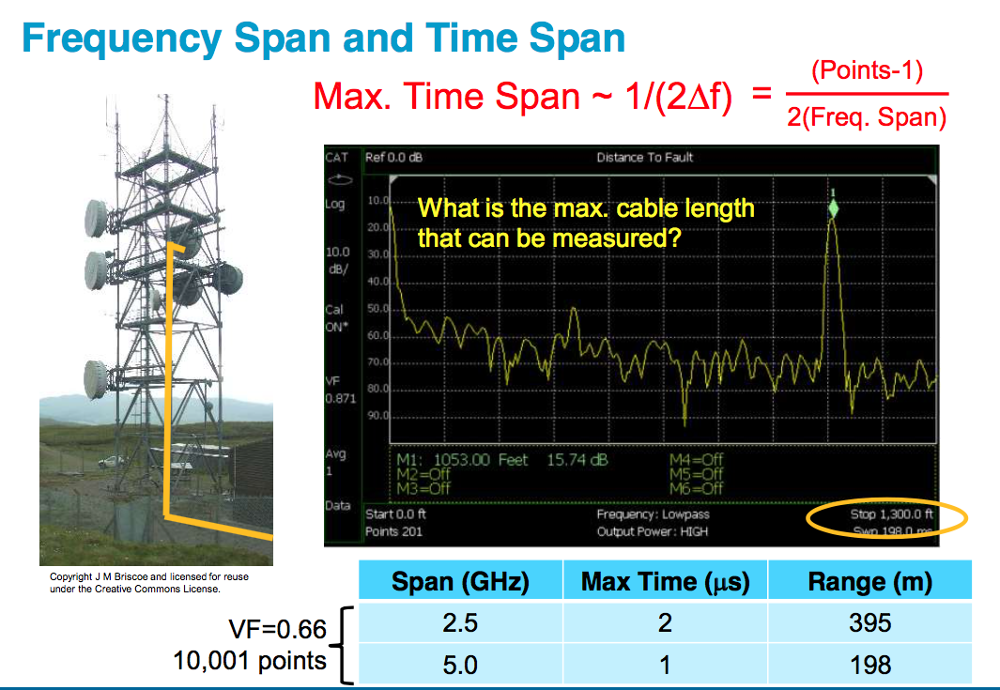 Frequency Span and Time Span
Max. Time Span ~ 1/(2Δf) = (Points-1)
2(Freq. Span)
CAT Ref 0.0 dB Distance To Fault
Log
10.0
dB/
Cal
ON*
VF
0.871
Avg
1
Data
What is the max. cable length
that can be measured?
1
10.0
20.0
30.0
40.0
50.0
60.0
70.0
80.0
90.0
M1: 1053.00 Feet 15.74 dB M4=Off
M2=Off M5=Off
M3=Off M6=Off
Start 0.0 ft Frequency: Lowpass Stop 1,300.0 ft
Points 201 Output Power: HIGH Swp 198.0 ms
Copyright J M Briscoe and licensed for reuse
under the Creative Commons License.
VF=0.66
10,001 points
Span (GHz) Max Time (μs) Range (m)
2.5 2 395
5.0 1 198